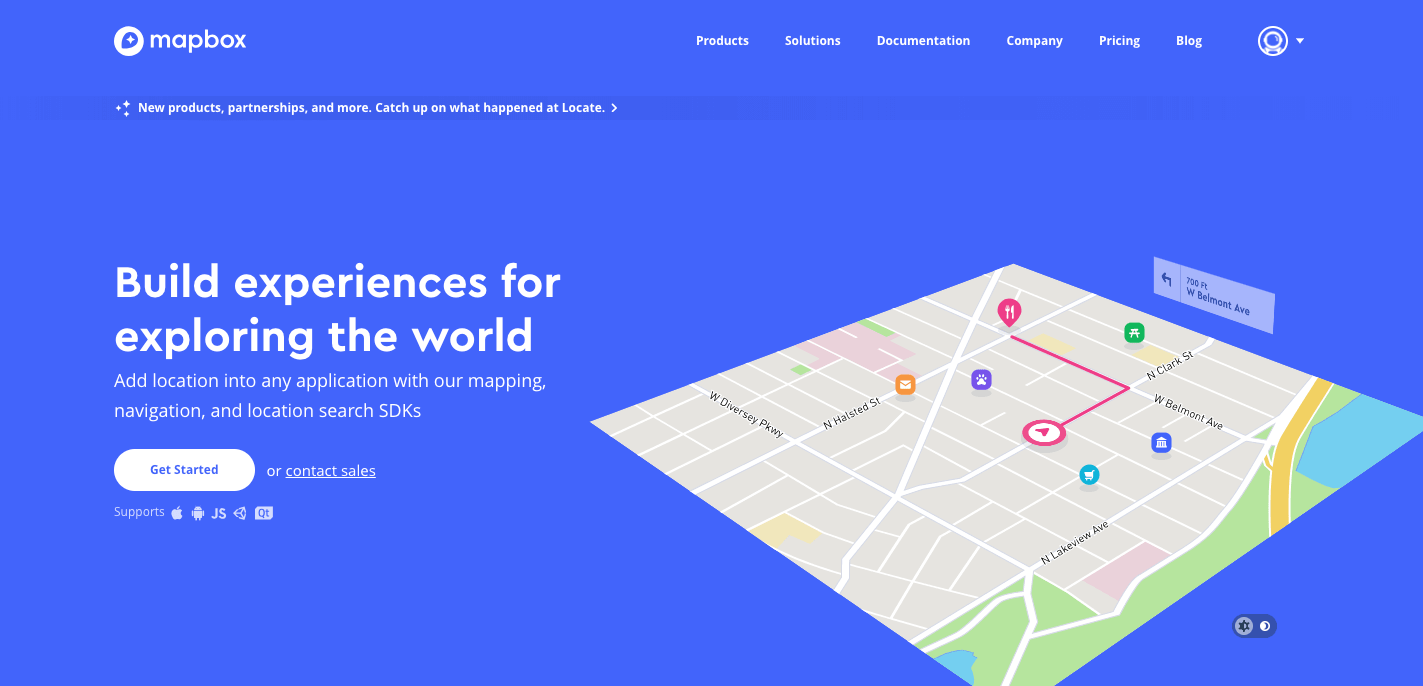 mapbox
Products
Solutions
Documentation
Company
Pricing
Blog
New products, partnerships, and more. Catch up on what happened at Locate.
Build experiences for
exploring the world
Add location into any application with our mapping,
navigation, and location search SDKs
Get Started
or contact sales
Supports
JS
Qt
700 Ft
W Belmont Ave
N Clark St
W Belmont Ave
W Diversey Pkwy
N Halsted St
N Lakeview Ave